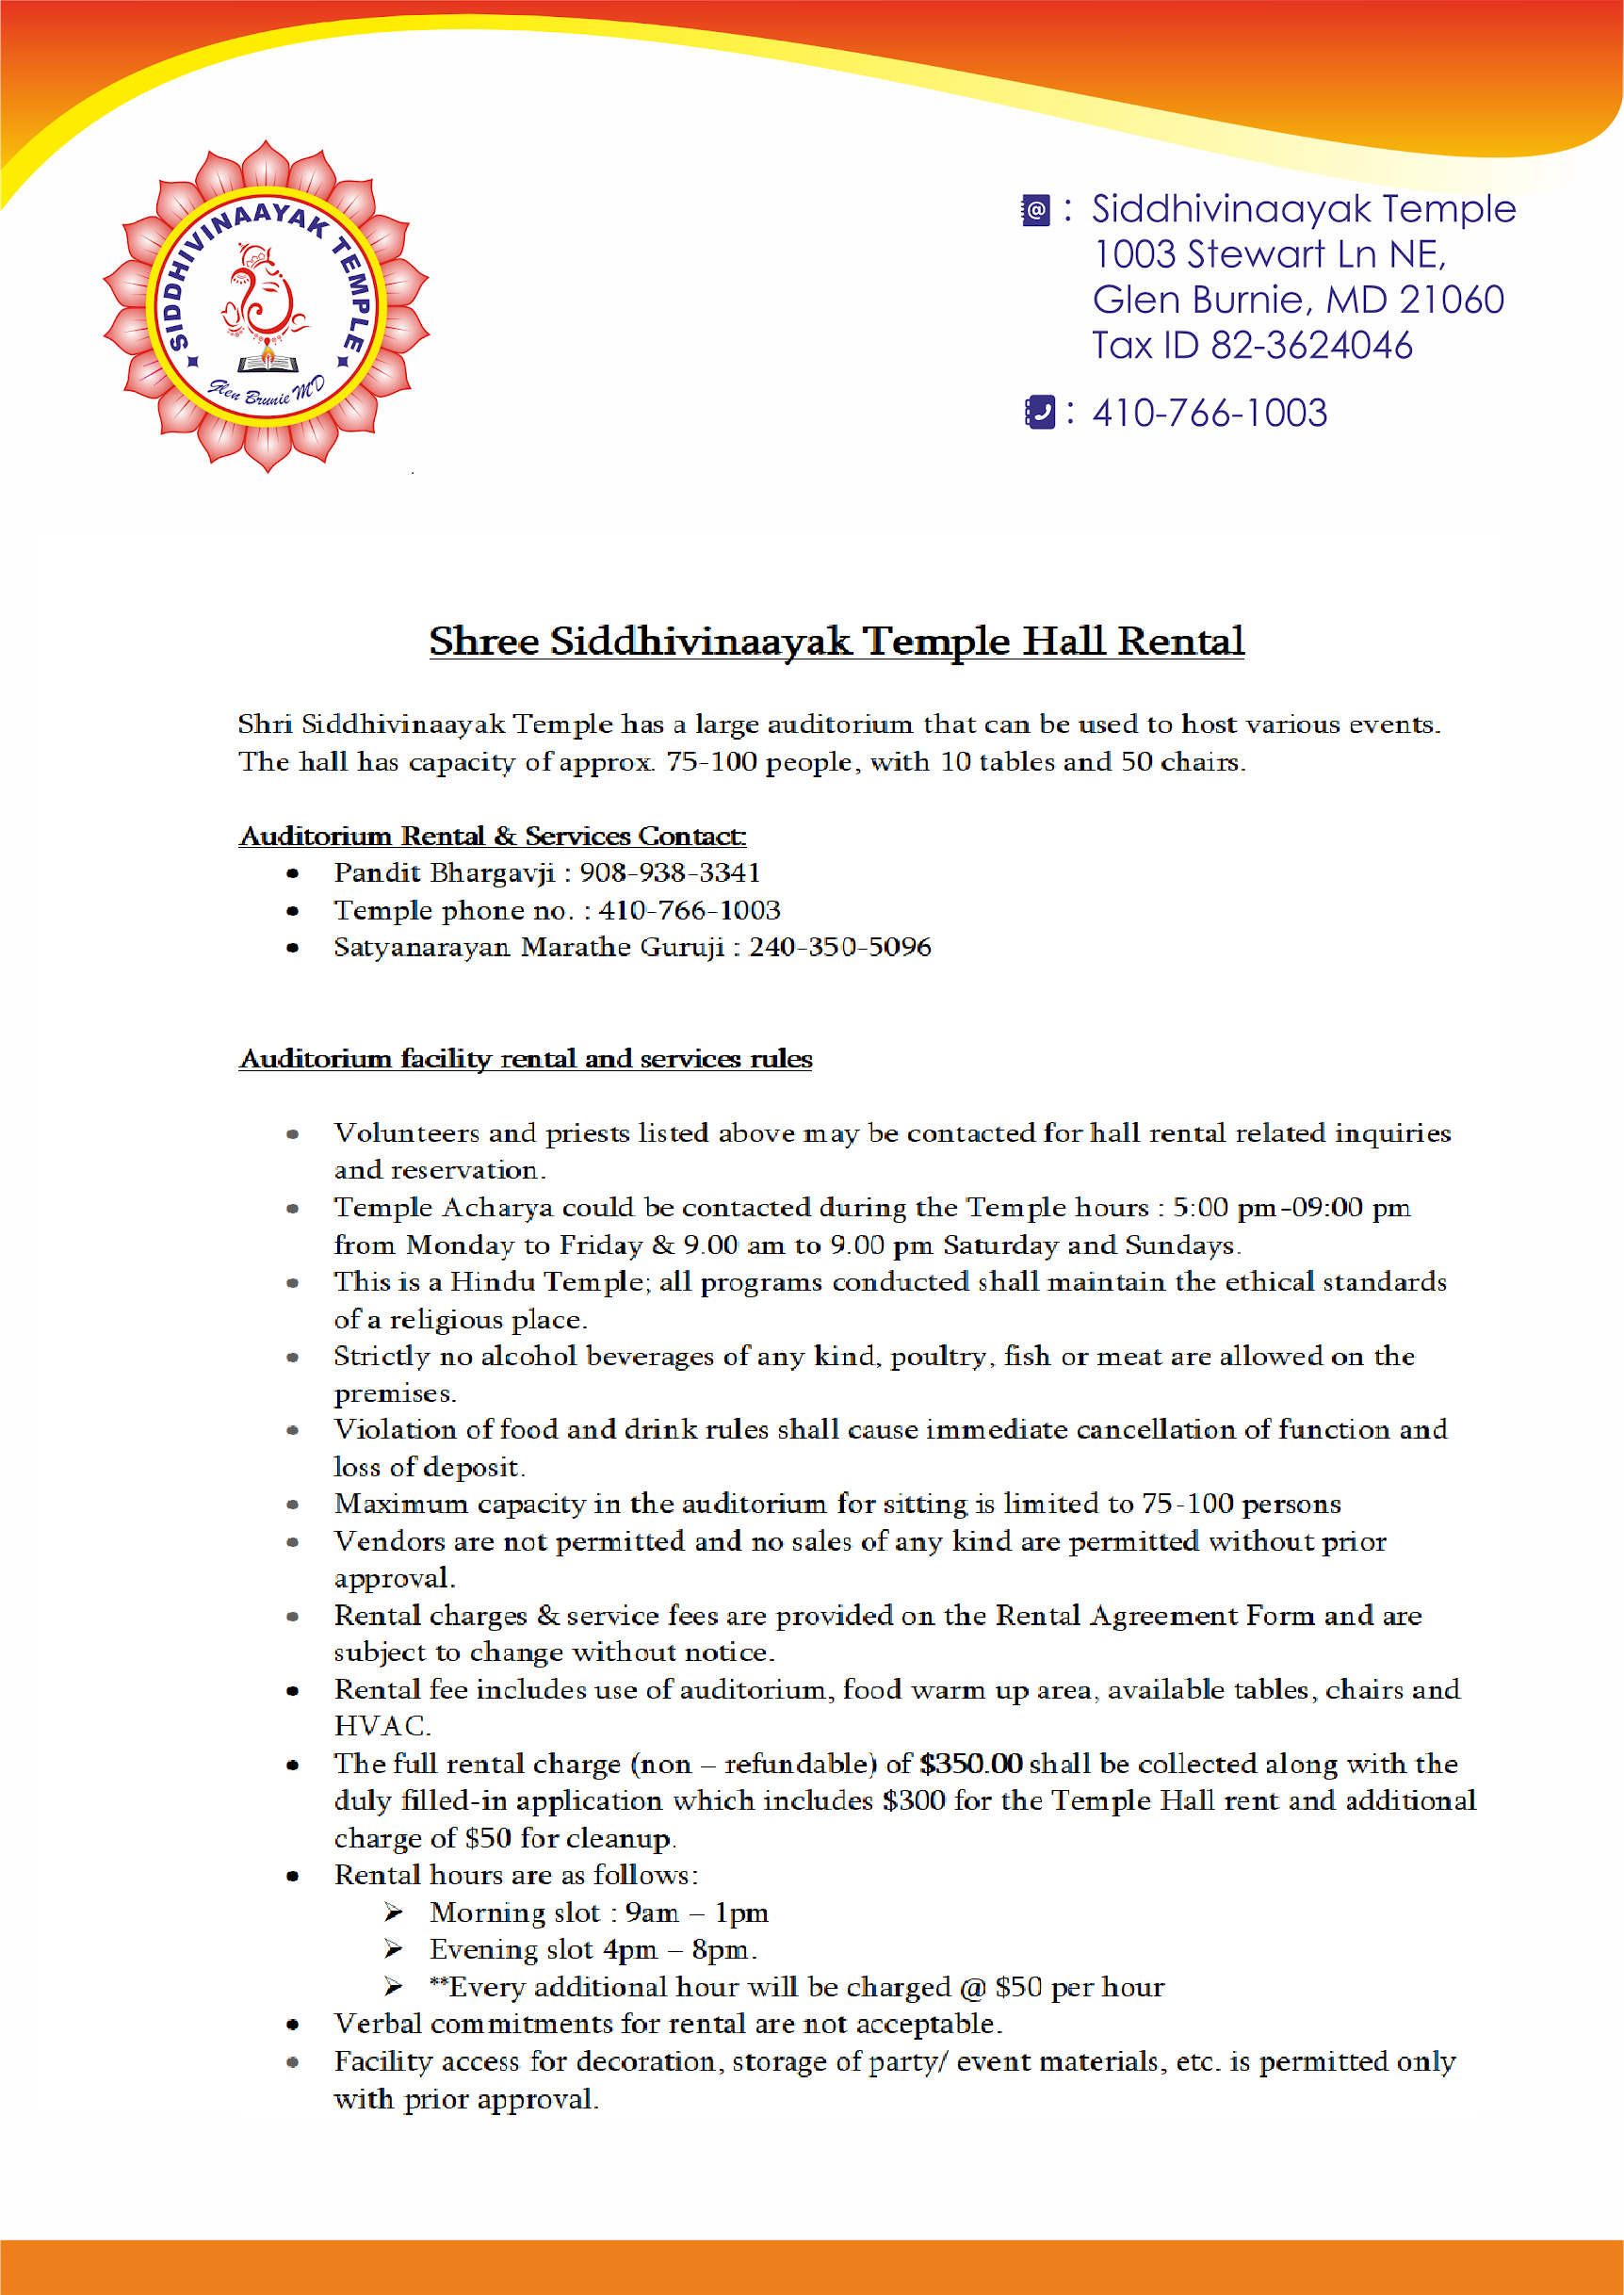 SIDDHIVINAAYAK TEMPLE
Glen Brunie MD
: Siddhivinaayak Temple
1003 Stewart Ln NE,
Glen Burnie, MD 21060
Tax ID 82-3624046
: 410-766-1003
Shree Siddhivinaayak Temple Hall Rental
Shri Siddhivinaayak Temple has a large auditorium that can be used to host various events.
The hall has capacity of approx. 75-100 people, with 10 tables and 50 chairs.
Auditorium Rental & Services Contact:
• Pandit Bhargavji : 908-938-3341
• Temple phone no. : 410-766-1003
• Satyanarayan Marathe Guruji : 240-350-5096
Auditorium facility rental and services rules
• Volunteers and priests listed above may be contacted for hall rental related inquiries
and reservation.
• Temple Acharya could be contacted during the Temple hours : 5:00 pm-09:00 pm
from Monday to Friday & 9.00 am to 9.00 pm Saturday and Sundays.
• This is a Hindu Temple; all programs conducted shall maintain the ethical standards
of a religious place.
• Strictly no alcohol beverages of any kind, poultry, fish or meat are allowed on the
premises.
• Violation of food and drink rules shall cause immediate cancellation of function and
loss of deposit.
• Maximum capacity in the auditorium for sitting is limited to 75-100 persons
• Vendors are not permitted and no sales of any kind are permitted without prior
approval.
• Rental charges & service fees are provided on the Rental Agreement Form and are
subject to change without notice.
• Rental fee includes use of auditorium, food warm up area, available tables, chairs and
HVAC.
• The full rental charge (non – refundable) of $350.00 shall be collected along with the
duly filled-in application which includes $300 for the Temple Hall rent and additional
charge of $50 for cleanup.
• Rental hours are as follows:
➢ Morning slot : 9am – 1pm
➢ Evening slot 4pm – 8pm.
➢ **Every additional hour will be charged @ $50 per hour
• Verbal commitments for rental are not acceptable.
• Facility access for decoration, storage of party/ event materials, etc. is permitted only
with prior approval.